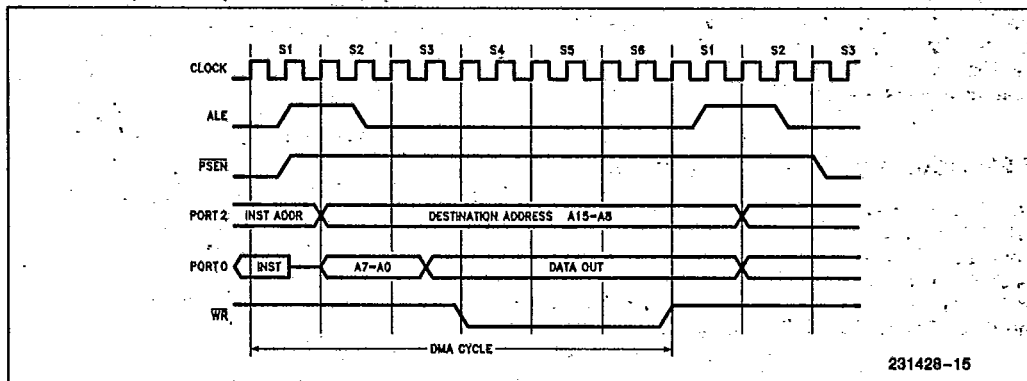 S1 S2 S3 S4 S5 S6 S1 S2 S3
CLOCK
ALE
PSEN
PORT 2 INST ADDR DESTINATION ADDRESS A15-A8
PORT 0 INST A7-A0 DATA OUT
WR
DMA CYCLE
231428-15